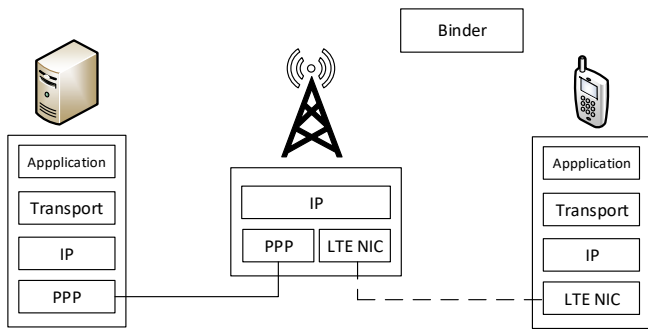 Binder
Appplication
Transport
IP
PPP
IP
PPP
LTE NIC
Appplication
Transport
IP
LTE NIC